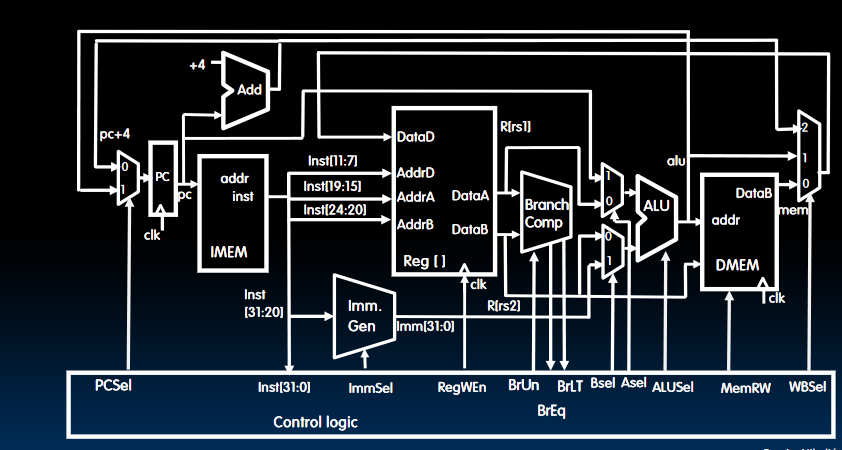 +4
Add
pc+4
0
1
PC
pc
clk
addr
inst
IMEM
Inst[11:7]
Inst[19:15]
Inst[24:20]
Inst
[31:20]
DataD
AddrD
AddrA
AddrB
DataA
DataB
Reg [ ]
clk
Imm.
Gen
Imm[31:0]
R[rs1]
R[rs2]
Branch
Comp
1
0
0
1
ALU
alu
addr
DataB
DMEM
clk
mem
2
1
0
PCSel
Inst[31:0]
ImmSel
RegWEn
BrUn
BrEq
BrLT
Bsel
Asel
ALUSel
MemRW
WBSel
Control logic